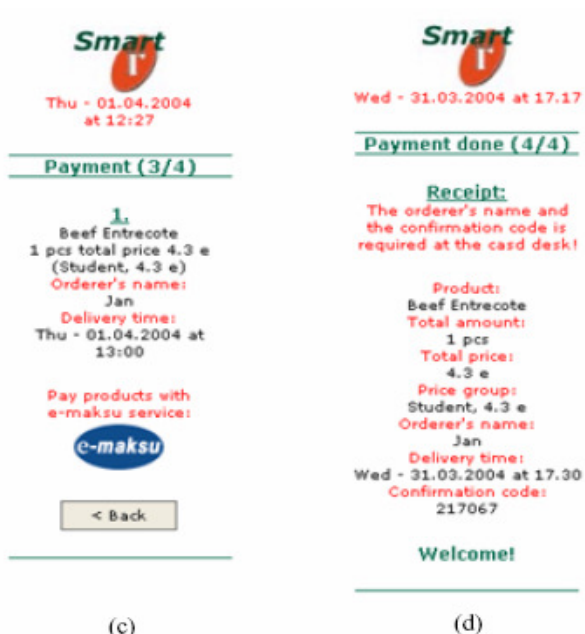 Smart
r
Thu - 01.04.2004
at 12:27
Payment (3/4)
1.
Beef Entrecote
1 pcs total price 4.3 e
(Student, 4.3 e)
Orderer's name:
Jan
Delivery time:
Thu - 01.04.2004 at
13:00
Pay products with
e-maksu service:
e-maksu
< Back
(c)
Smart
r
Wed - 31.03.2004 at 17.17
Payment done (4/4)
Receipt:
The orderer's name and
the confirmation code is
required at the casd desk!
Product:
Beef Entrecote
Total amount:
1 pcs
Total price:
4.3 e
Price group:
Student, 4.3 e
Orderer's name:
Jan
Delivery time:
Wed - 31.03.2004 at 17.30
Confirmation code:
217067
Welcome!
(d)